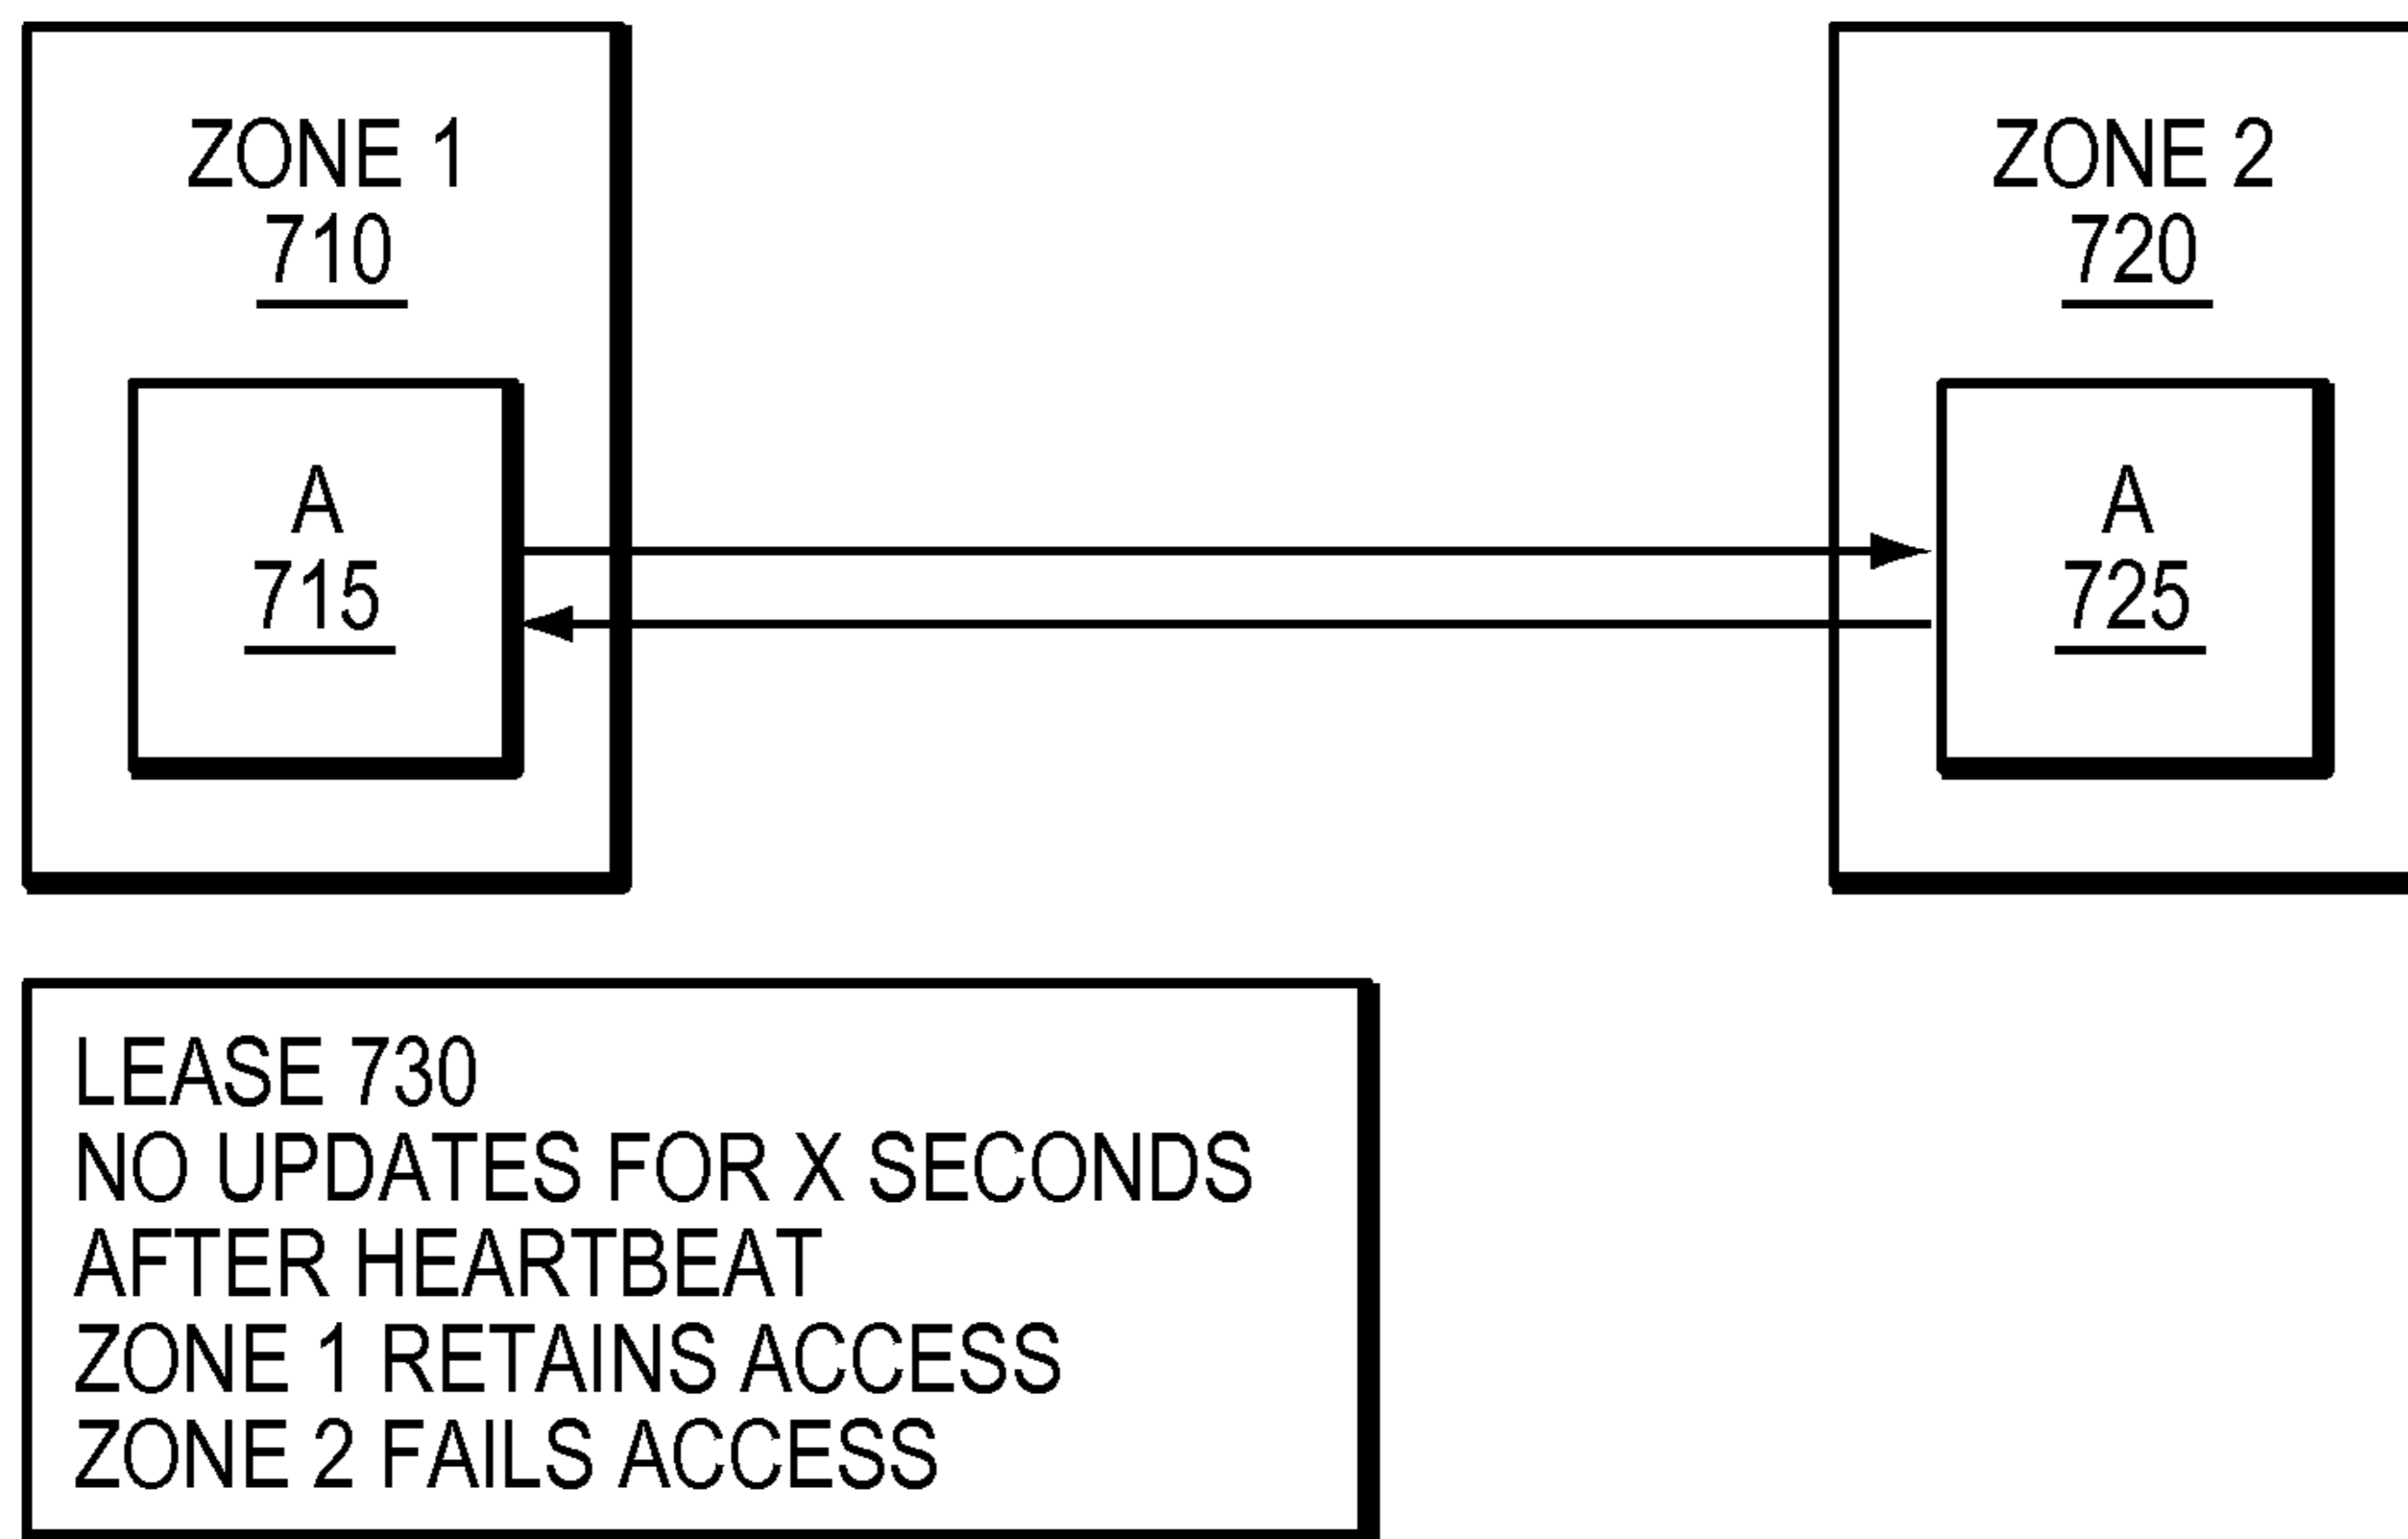 ZONE 1
710
A
715
ZONE 2
720
A
725
LEASE 730
NO UPDATES FOR X SECONDS
AFTER HEARTBEAT
ZONE 1 RETAINS ACCESS
ZONE 2 FAILS ACCESS